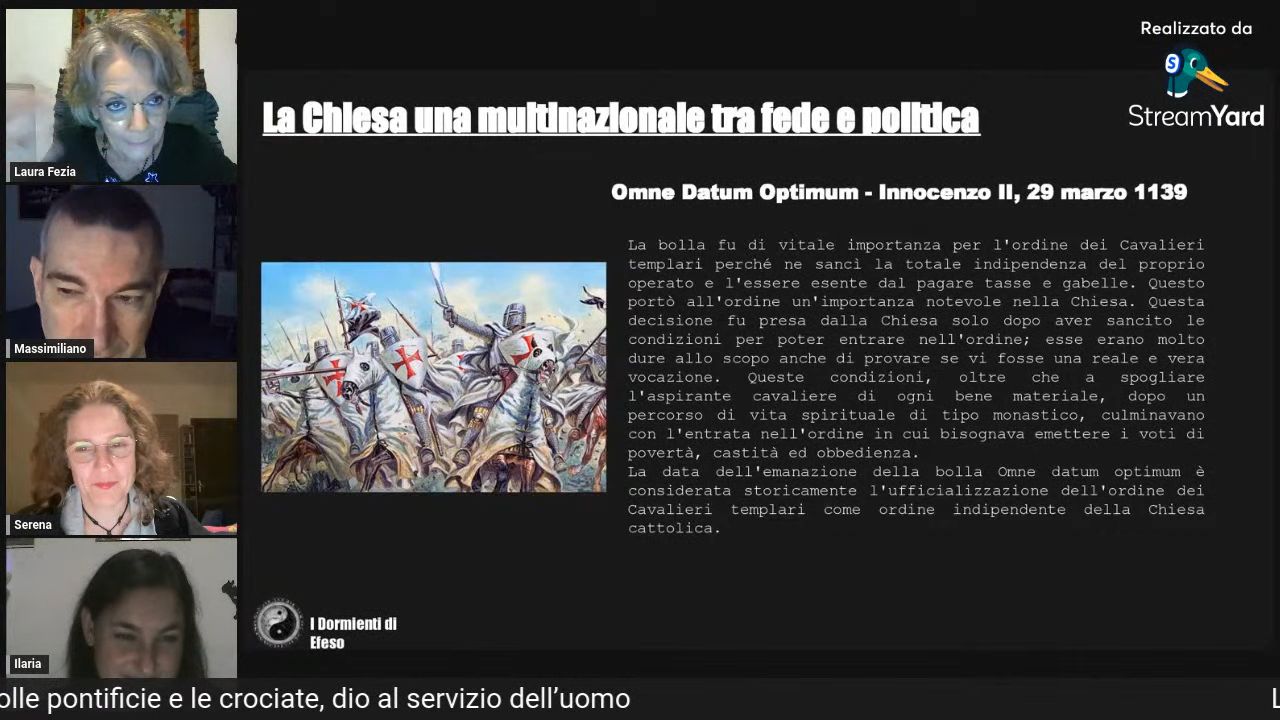 Realizzato da
StreamYard
La Chiesa una multinazionale tra fede e politica
Omne Datum Optimum - Innocenzo II, 29 marzo 1139
La bolla fu di vitale importanza per l'ordine dei Cavalieri
templari perché ne sancì la totale indipendenza del proprio
operato e l'essere esente dal pagare tasse e gabelle. Questo
portò all'ordine un'importanza notevole nella Chiesa. Questa
decisione fu presa dalla Chiesa solo dopo aver sancito le
condizioni per poter entrare nell'ordine; esse erano molto
dure allo scopo anche di provare se vi fosse una reale e vera
vocazione. Queste condizioni, oltre che a spogliare
l'aspirante cavaliere di ogni bene materiale, dopo un
percorso di vita spirituale di tipo monastico, culminavano
con l'entrata nell'ordine in cui bisognava emettere i voti di
povertà, castità ed obbedienza.
La data dell'emanazione della bolla Omne datum optimum è
considerata storicamente l'ufficializzazione dell'ordine dei
Cavalieri templari come ordine indipendente della Chiesa
cattolica.
I Dormienti di
Efeso
Laura Fezia
Massimiliano
Serena
Ilaria
olle pontificie e le crociate, dio al servizio dell’uomo
L